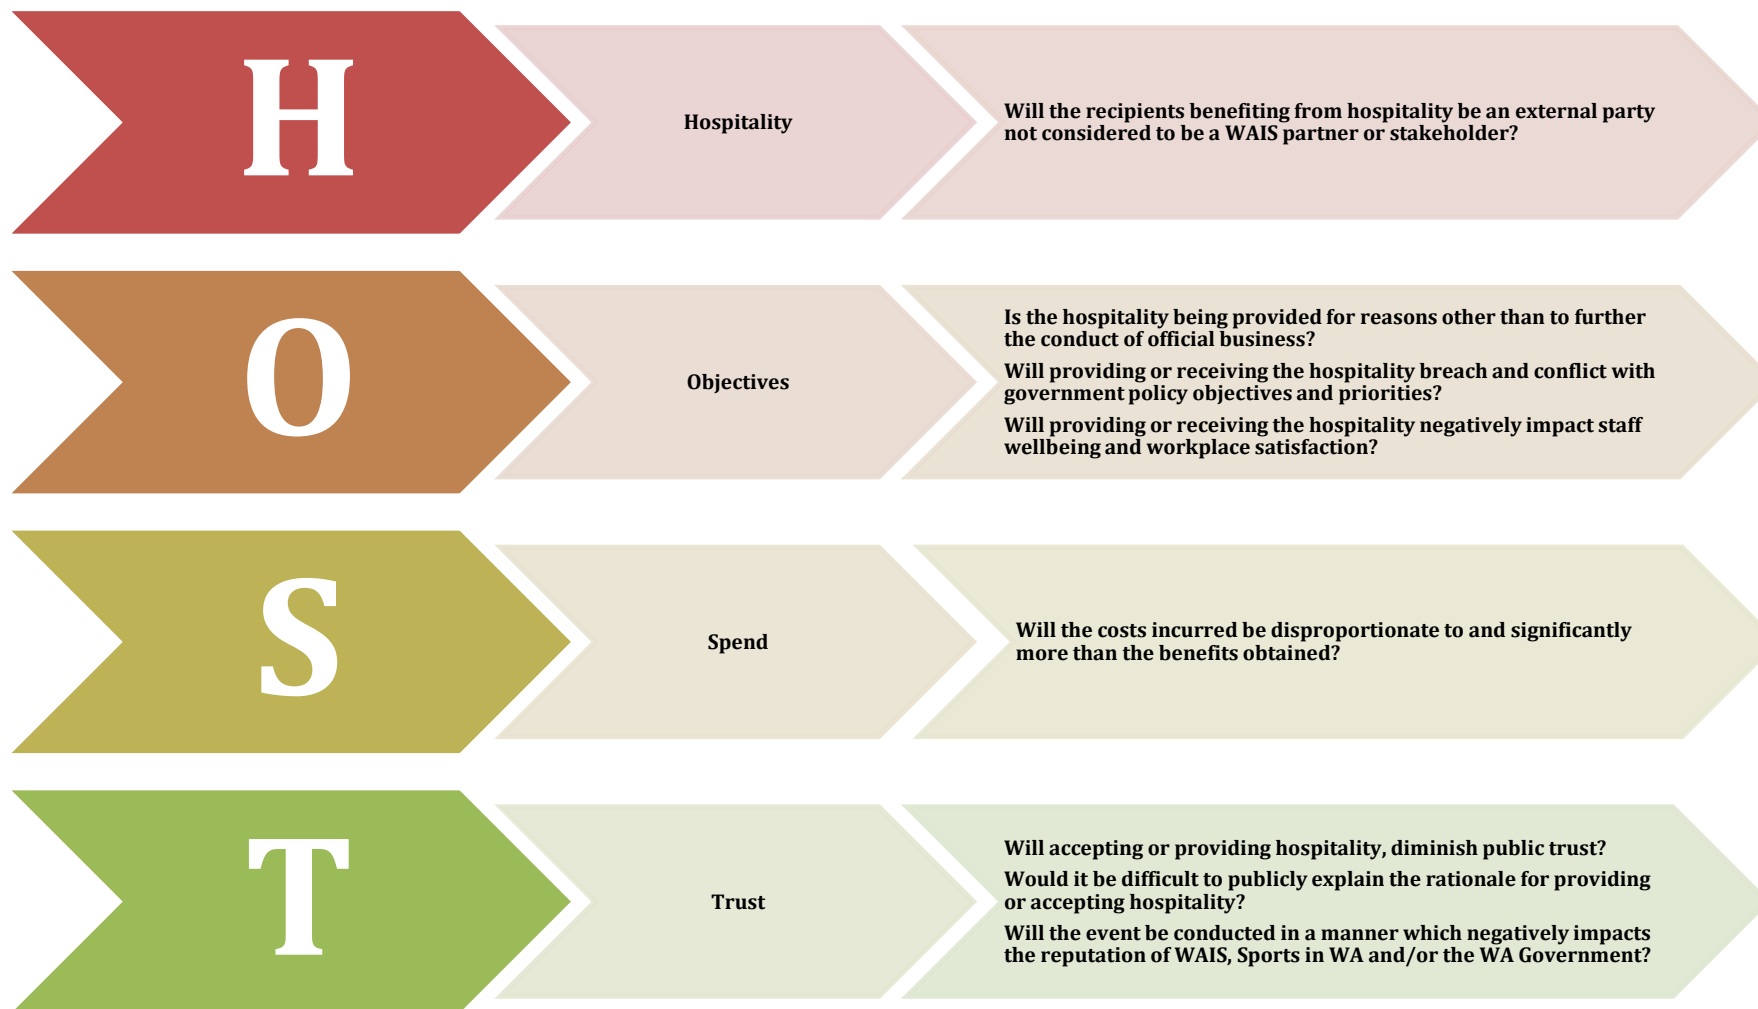 H
Hospitality
Will the recipients benefiting from hospitality be an external party
not considered to be a WAIS partner or stakeholder?
O
Objectives
Is the hospitality being provided for reasons other than to further
the conduct of official business?
Will providing or receiving the hospitality breach and conflict with
government policy objectives and priorities?
Will providing or receiving the hospitality negatively impact staff
wellbeing and workplace satisfaction?
S
Spend
Will the costs incurred be disproportionate to and significantly
more than the benefits obtained?
T
Trust
Will accepting or providing hospitality, diminish public trust?
Would it be difficult to publicly explain the rationale for providing
or accepting hospitality?
Will the event be conducted in a manner which negatively impacts
the reputation of WAIS, Sports in WA and/or the WA Government?